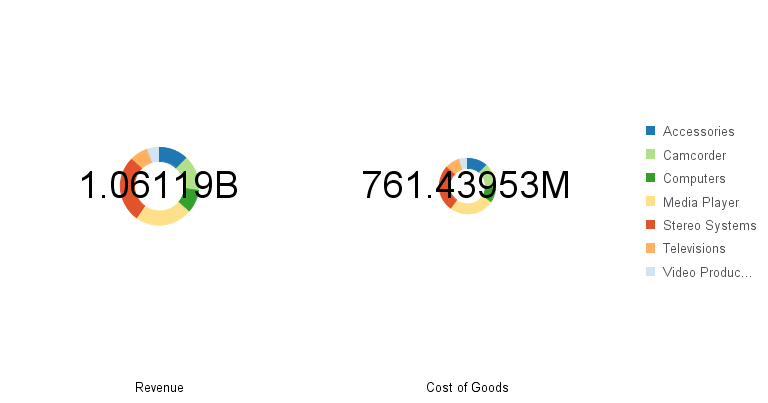 1.06119B
761.43953M
Accessories
Camcorder
Computers
Media Player
Stereo Systems
Televisions
Video Produc...
Revenue
Cost of Goods